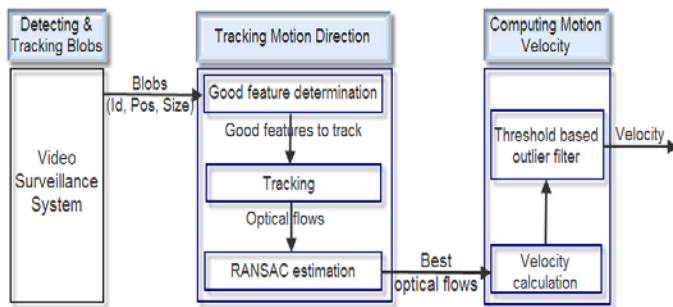 Detecting &
Tracking Blobs
Tracking Motion Direction
Computing Motion
Velocity
Blobs
(Id, Pos, Size)
Video
Surveillance
System
Good feature determination
Good features to track
Tracking
Optical flows
RANSAC estimation
Best
optical flows
Threshold based
outlier filter
Velocity
Velocity
calculation